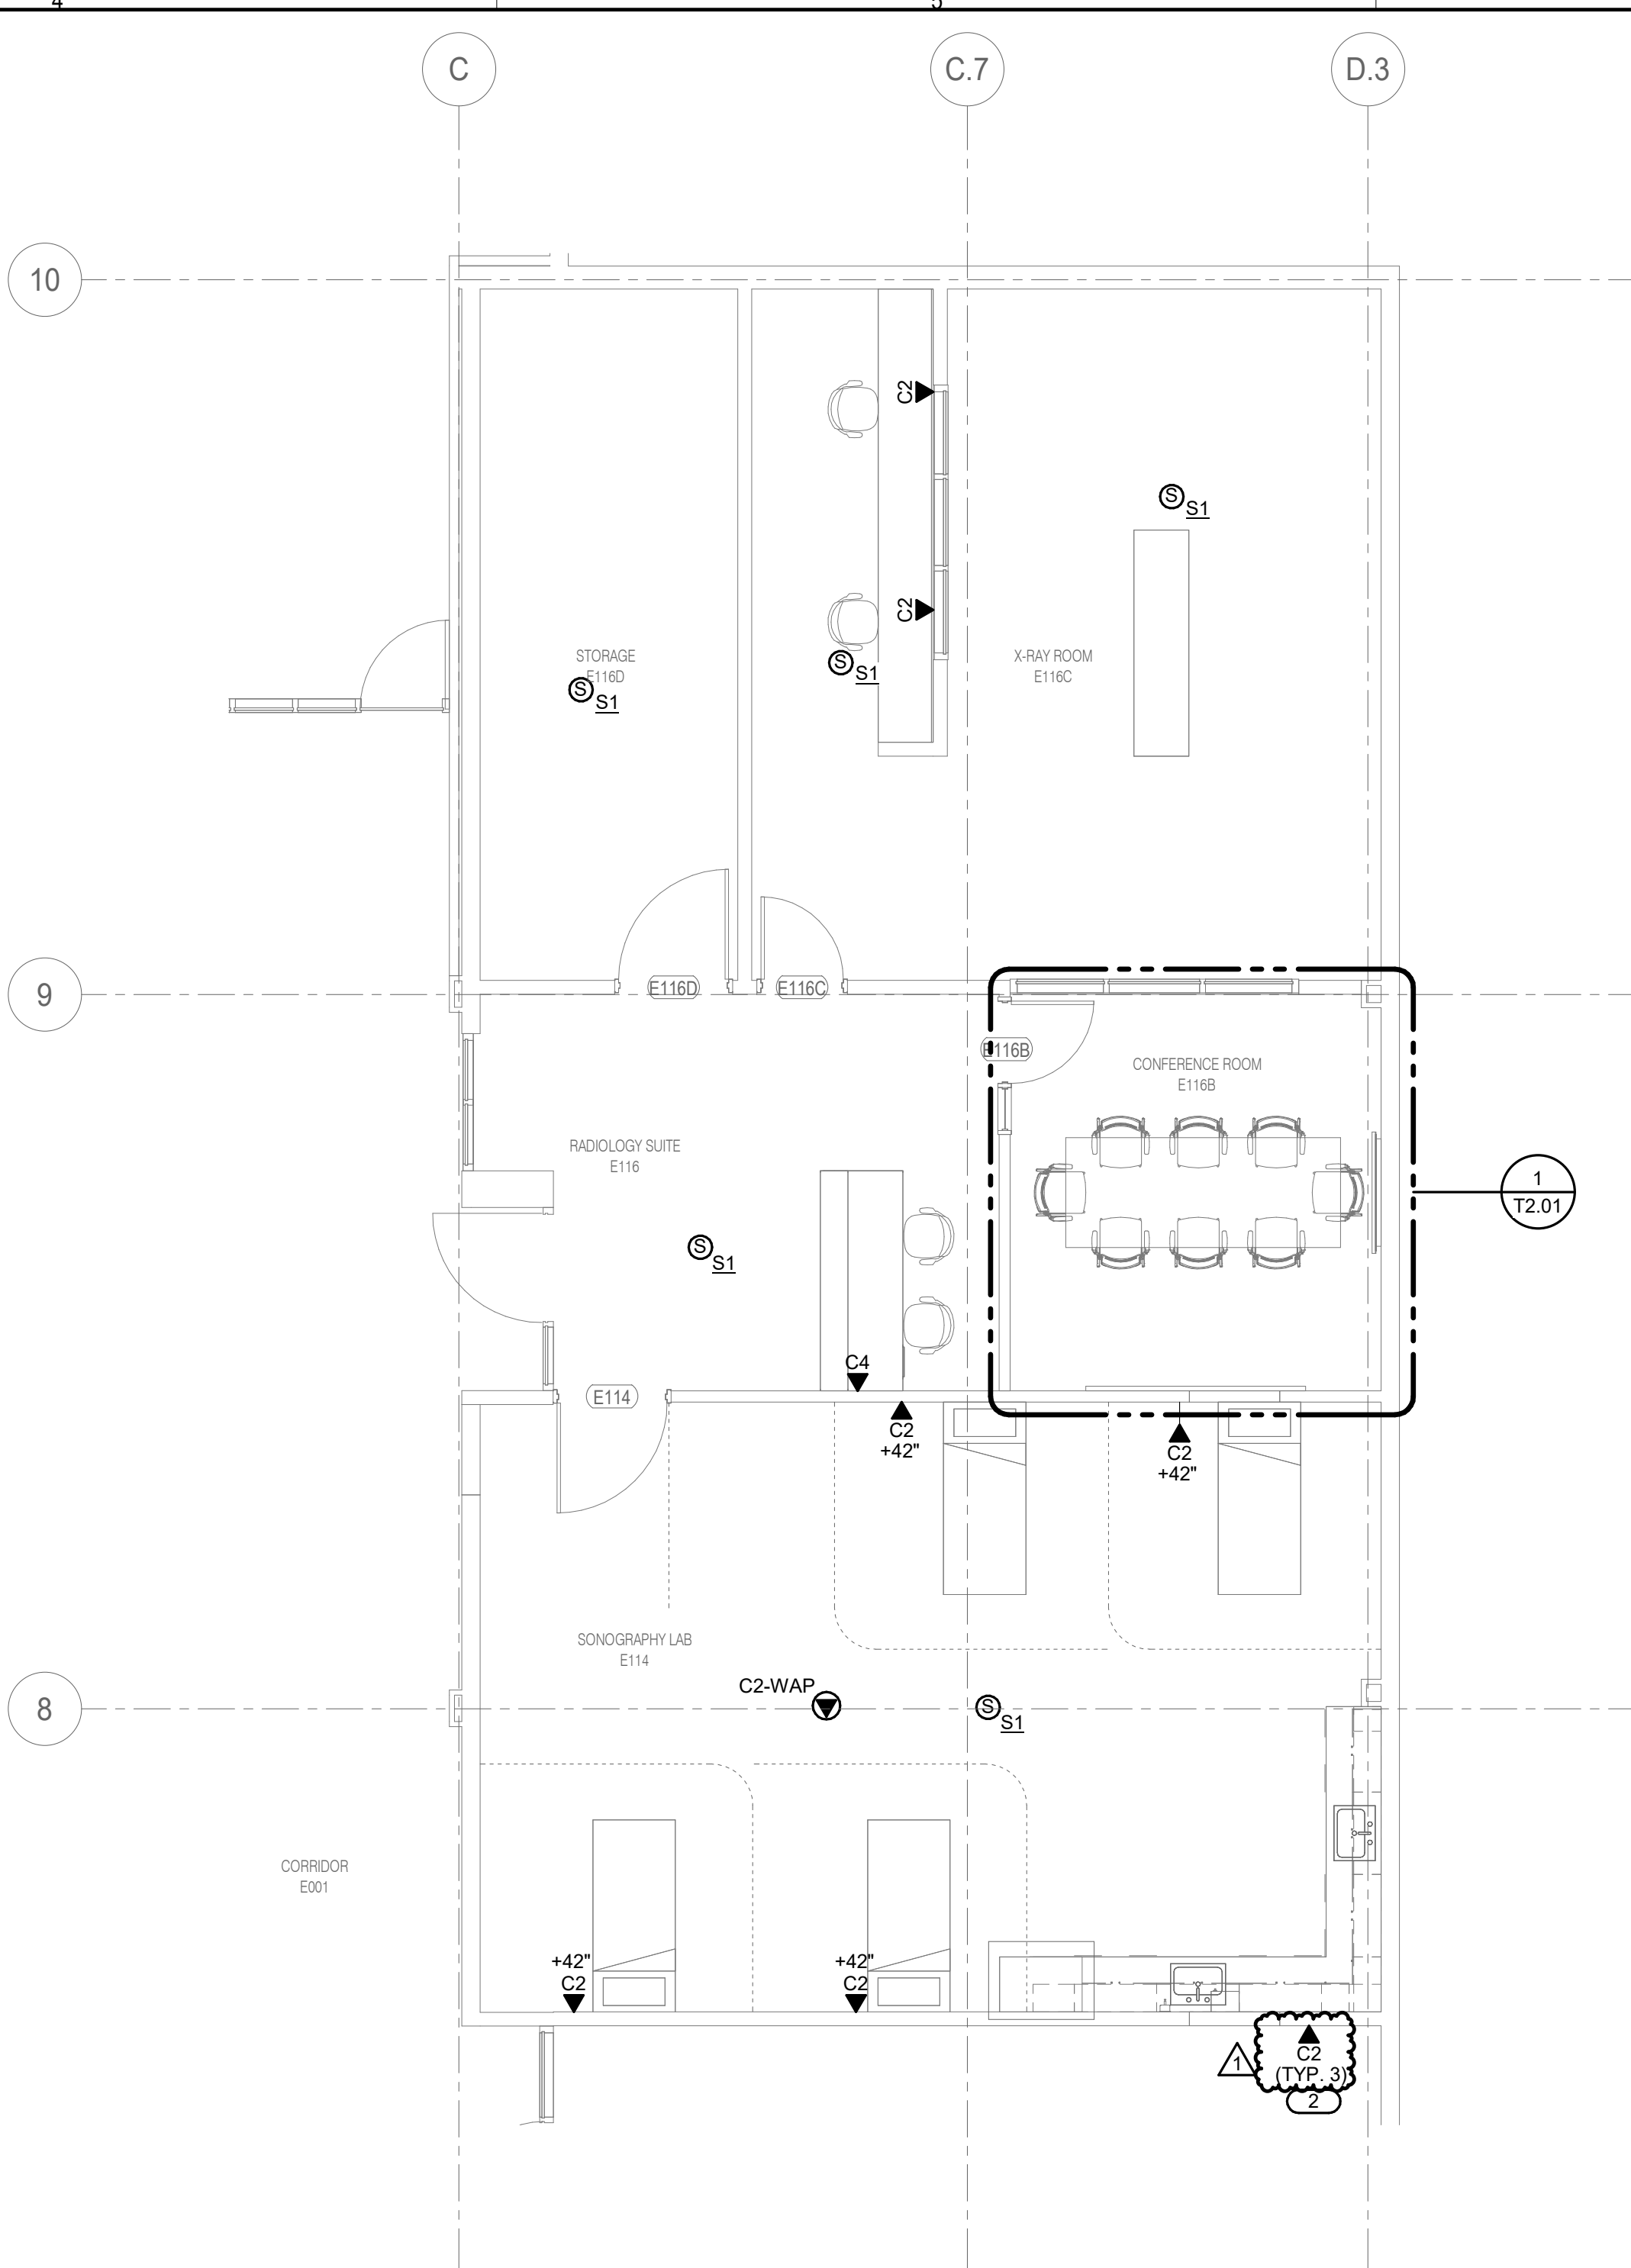 4
5
C
C.7
D.3
10
C2
S
S1
C2
STORAGE
E116D
S
S1
S
S1
X-RAY ROOM
E116C
9
E116D
E116C
E116B
CONFERENCE ROOM
E116B
RADIOLOGY SUITE
E116
1
T2.01
S
S1
C4
E114
C2
+42"
C2
+42"
SONOGRAPHY LAB
E114
C2-WAP
8
S
S1
CORRIDOR
E001
+42"
C2
+42"
C2
1
C2
(TYP. 3)
2